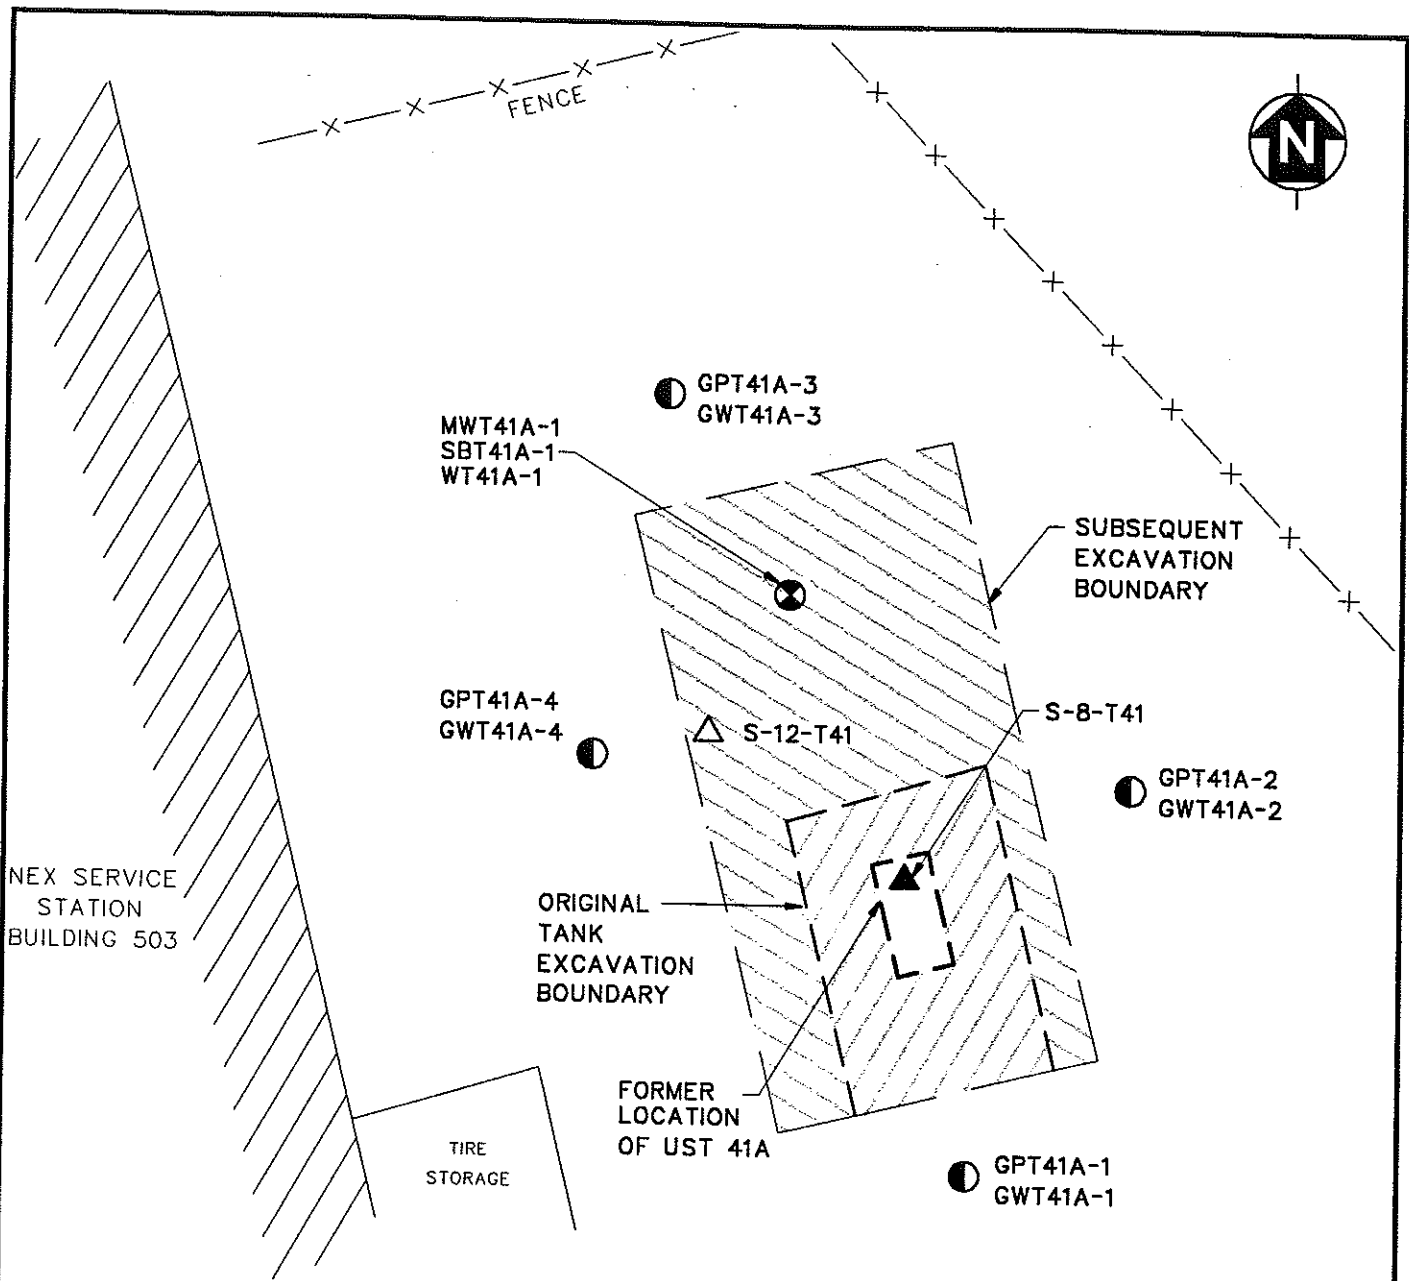 FENCE
N
GPT41A-3
GWT41A-3
MWT41A-1
SBT41A-1
WT41A-1
SUBSEQUENT
EXCAVATION
BOUNDARY
GPT41A-4
GWT41A-4
S-12-T41
S-8-T41
GPT41A-2
GWT41A-2
NEX SERVICE
STATION
BUILDING 503
ORIGINAL
TANK
EXCAVATION
BOUNDARY
FORMER
LOCATION
OF UST 41A
TIRE
STORAGE
GPT41A-1
GWT41A-1